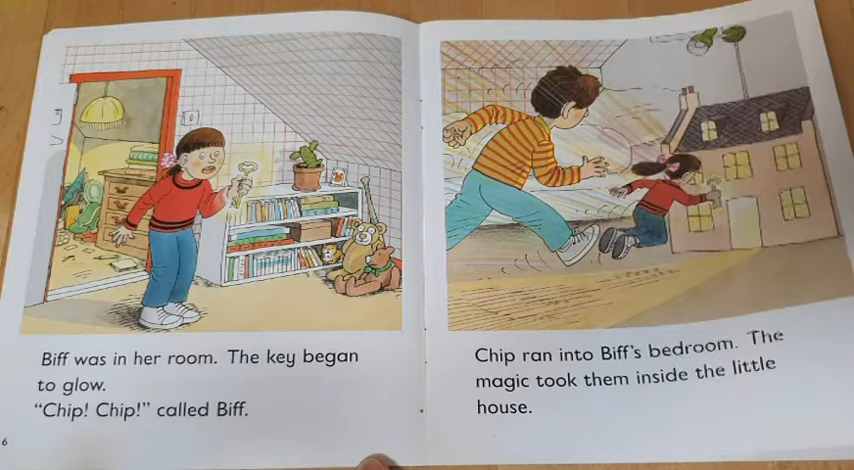 Biff was in her room. The key began
to glow.
“Chip! Chip!” called Biff.
6
Chip ran into Biff’s bedroom. The
magic took them inside the little
house.